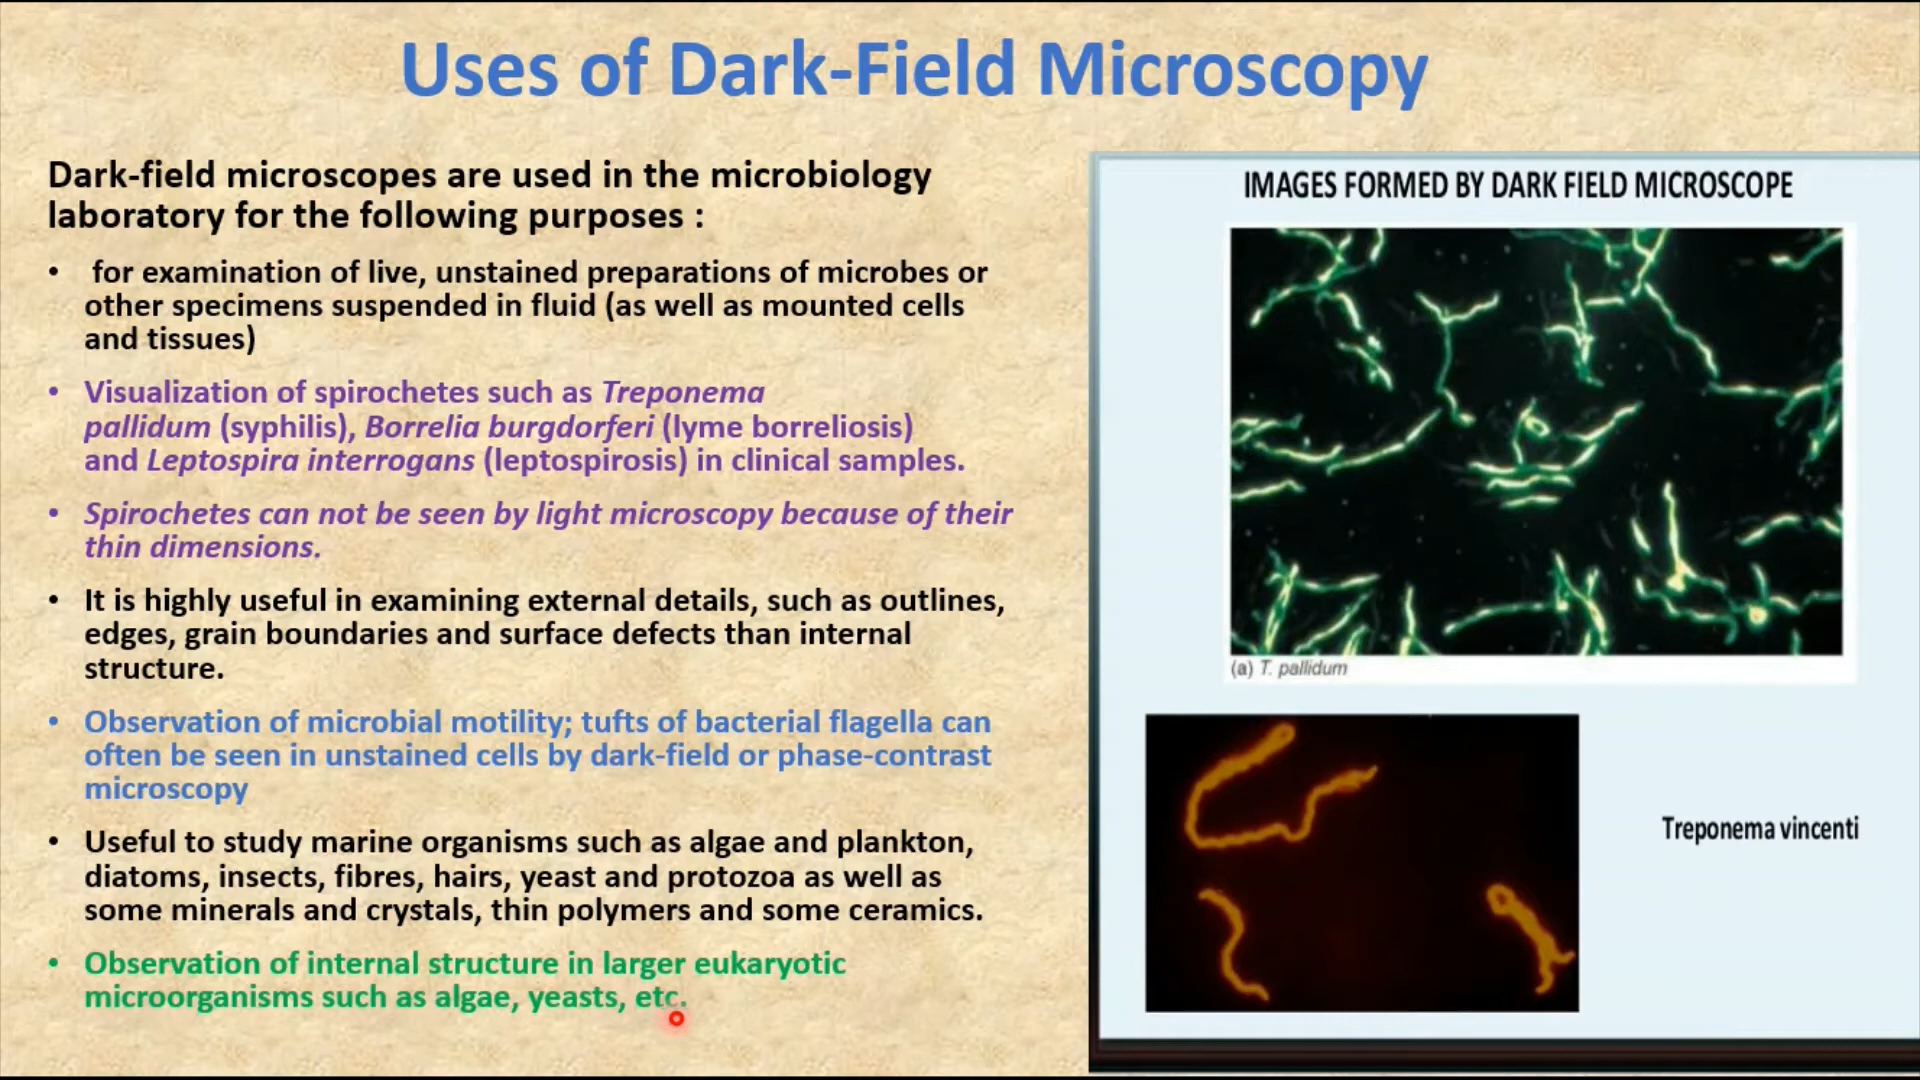 Uses of Dark-Field Microscopy
Dark-field microscopes are used in the microbiology
laboratory for the following purposes :
• for examination of live, unstained preparations of microbes or
other specimens suspended in fluid (as well as mounted cells
and tissues)
• Visualization of spirochetes such as Treponema
pallidum (syphilis), Borrelia burgdorferi (lyme borreliosis)
and Leptospira interrogans (leptospirosis) in clinical samples.
• Spirochetes can not be seen by light microscopy because of their
thin dimensions.
• It is highly useful in examining external details, such as outlines,
edges, grain boundaries and surface defects than internal
structure.
• Observation of microbial motility; tufts of bacterial flagella can
often be seen in unstained cells by dark-field or phase-contrast
microscopy
• Useful to study marine organisms such as algae and plankton,
diatoms, insects, fibres, hairs, yeast and protozoa as well as
some minerals and crystals, thin polymers and some ceramics.
• Observation of internal structure in larger eukaryotic
microorganisms such as algae, yeasts, etc.
IMAGES FORMED BY DARK FIELD MICROSCOPE
(a) T. pallidum
Treponema vincenti